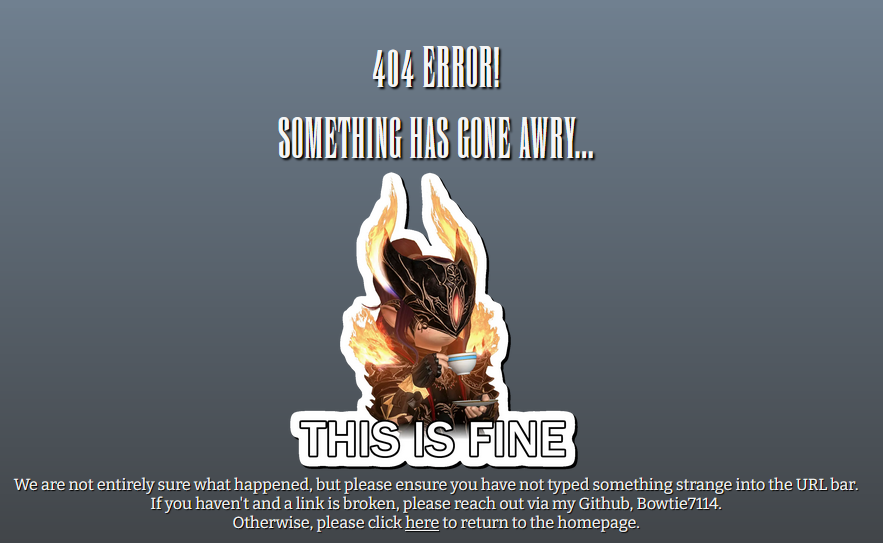 404 ERROR!
SOMETHING HAS GONE AWRY...
THIS IS FINE
We are not entirely sure what happened, but please ensure you have not typed something strange into the URL bar.
If you haven't and a link is broken, please reach out via my Github, Bowtie7114.
Otherwise, please click here to return to the homepage.